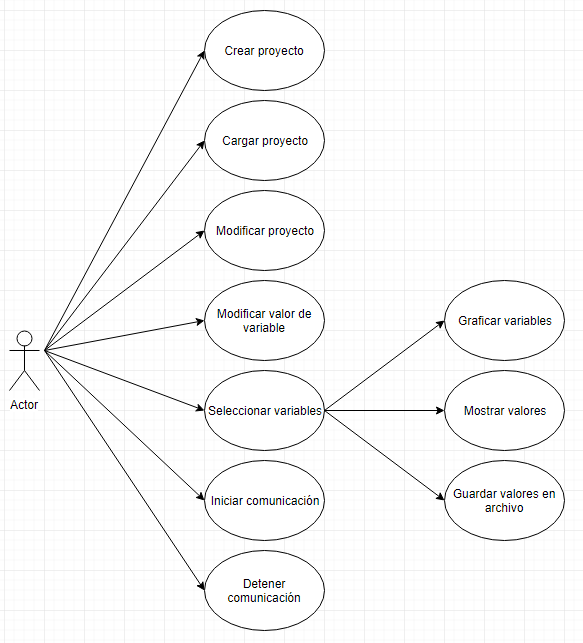 Crear proyecto
Cargar proyecto
Modificar proyecto
Modificar valor de
variable
Graficar variables
Actor
Seleccionar variables
Mostrar valores
Iniciar comunicación
Guardar valores en
archivo
Detener
comunicación